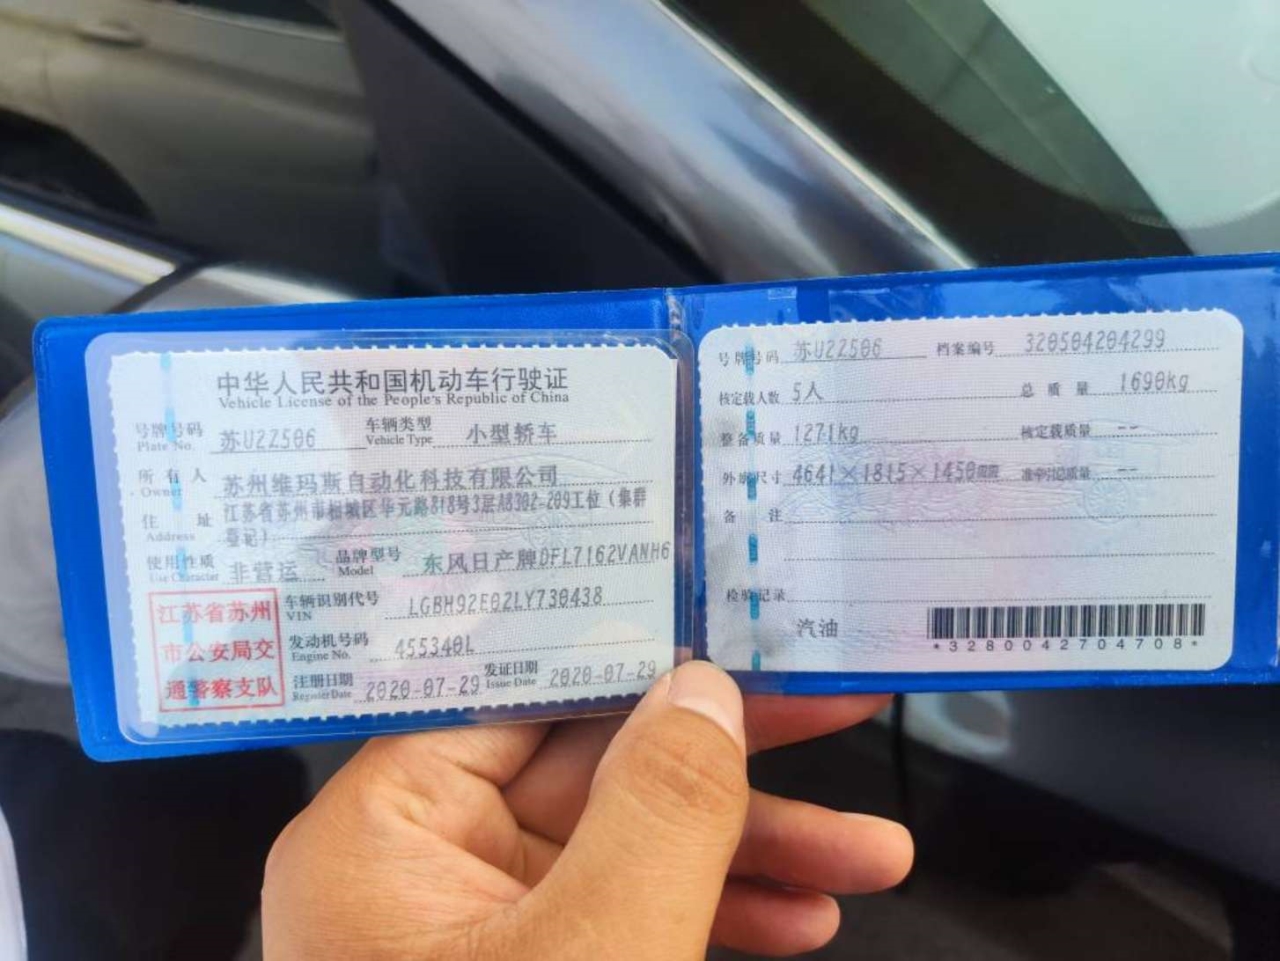 中华人民共和国机动车行驶证
Vehicle License of the People's Republic of China
号牌号码 苏U22506 车辆类型 小型轿车
Plate No. Vehicle Type
所有人 苏州维玛斯自动化科技有限公司
Owner
住址 江苏省苏州市相城区华元路818号3层A8302-209工位（集群
Address 登记）
使用性质 非营运 品牌型号 东风日产牌DFL7162VANH6
Use Character Model
江苏省苏州
市公安局交
通警察支队
车辆识别代号 LGBH92E02LY730438
VIN
发动机号码 455340L
Engine No.
注册日期 2020-07-29 发证日期 2020-07-29
Register Date Issue Date
号牌号码 苏U22506 档案编号 320504204299
核定载人数 5人 总质量 1690kg
整备质量 1271kg 核定载质量 --
外廓尺寸 4641×1815×1450mm 准牵引总质量 --
备注
检验记录
汽油
*3280042704708*